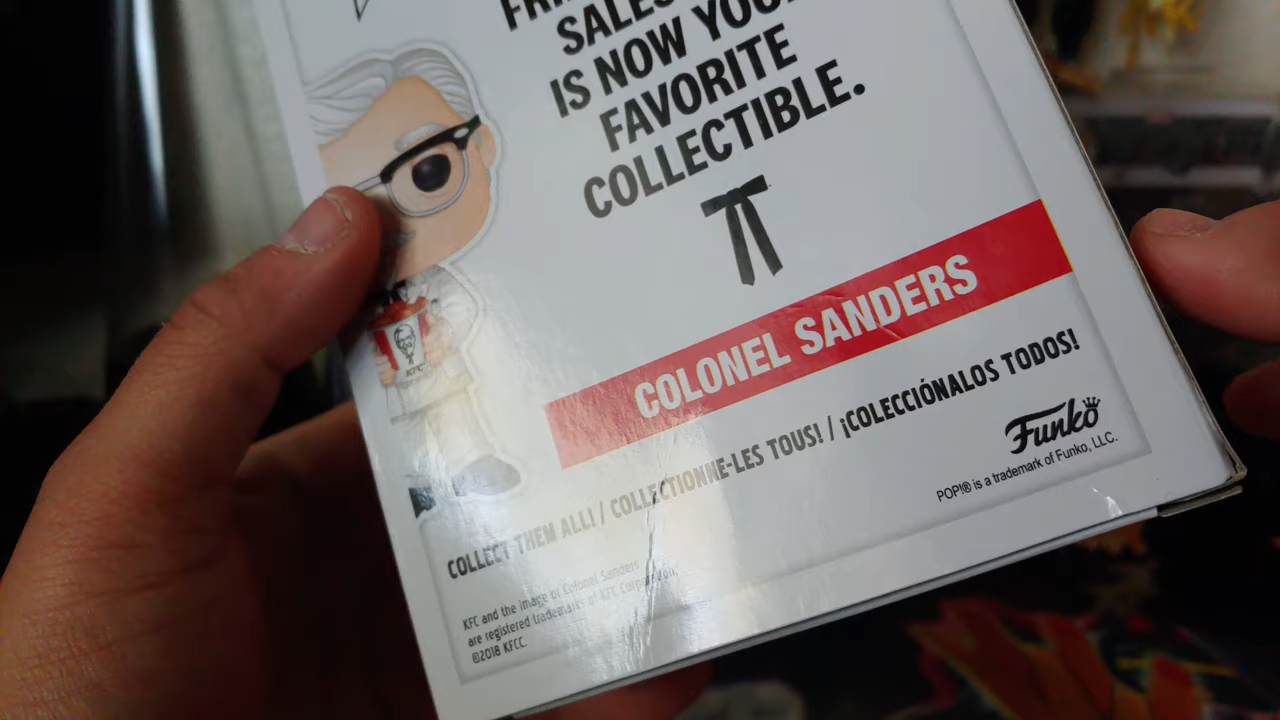 SALES
IS NOW YOUR
FAVORITE
COLLECTIBLE.
COLONEL SANDERS
COLLECT THEM ALL! / COLLECTIONNE-LES TOUS! / ¡COLECCIÓNALOS TODOS!
Funko
POP!® is a trademark of Funko, LLC.
KFC and the image of Colonel Sanders
are registered trademarks of KFC Corporation,
©2018 KFCC.
KFC